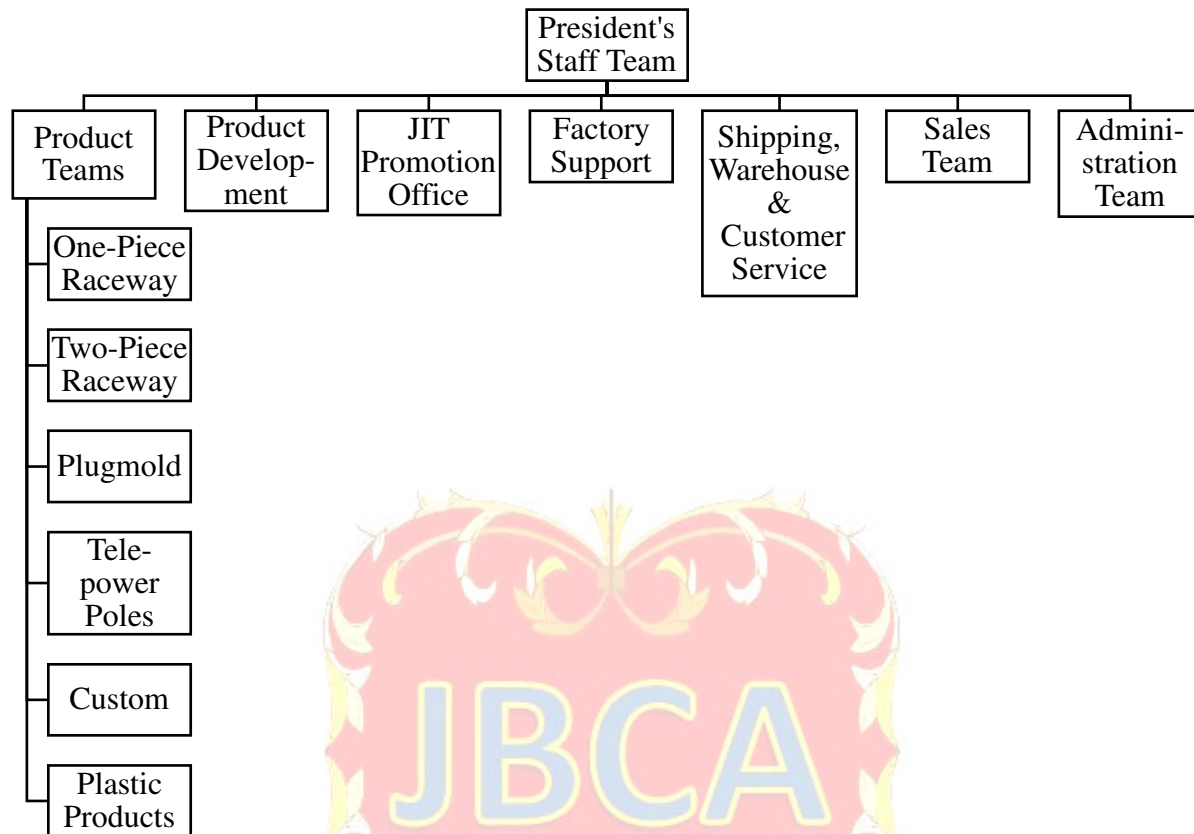 President's
Staff Team
Product
Teams
Product
Develop-
ment
JIT
Promotion
Office
Factory
Support
Shipping,
Warehouse
&
Customer
Service
Sales
Team
Admini-
stration
Team
One-Piece
Raceway
Two-Piece
Raceway
Plugmold
Tele-
power
Poles
Custom
Plastic
Products
JBCA